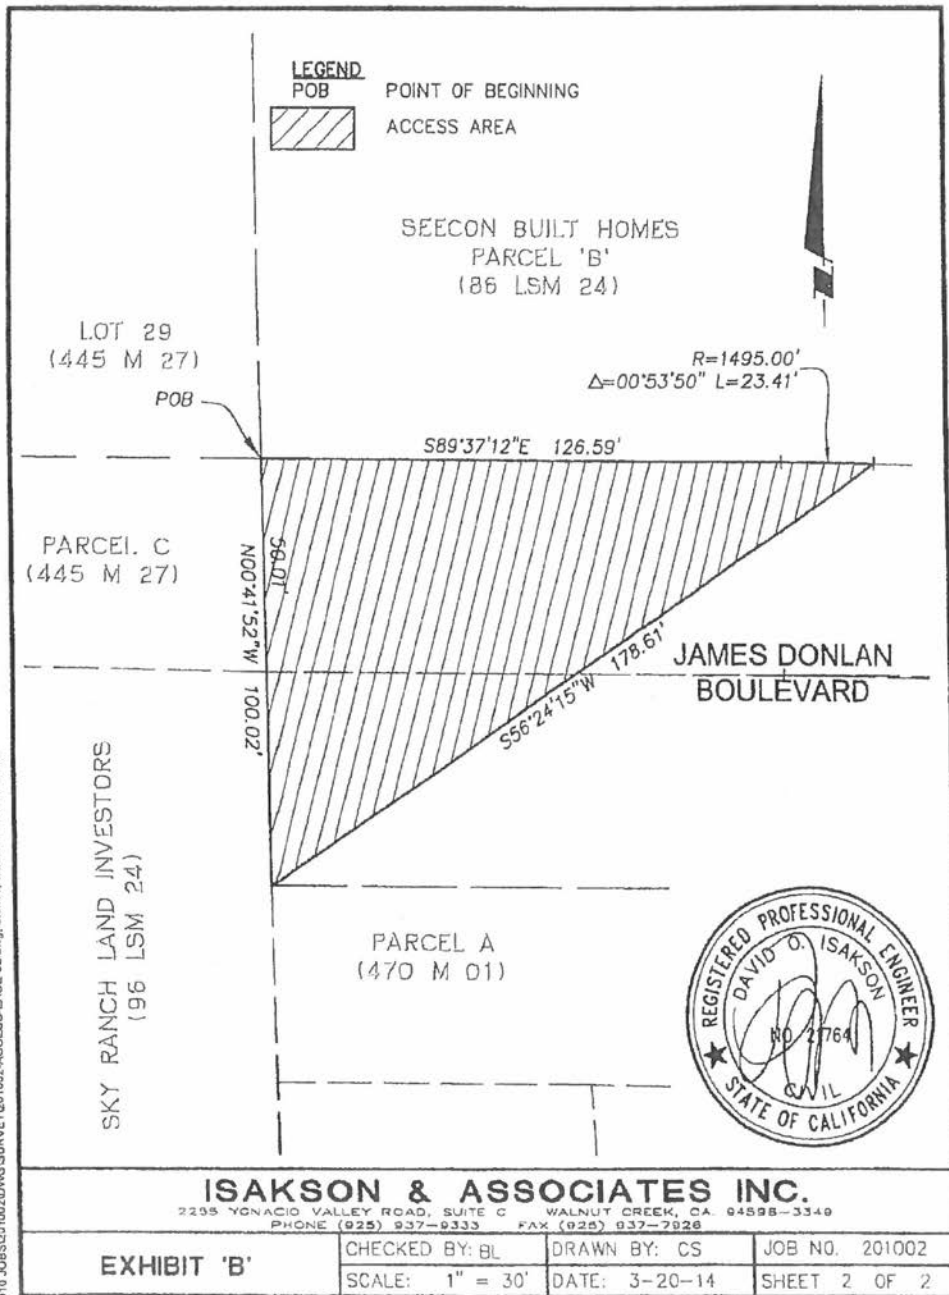 LEGEND
POB POINT OF BEGINNING
ACCESS AREA
SEECON BUILT HOMES
PARCEL 'B'
(86 LSM 24)
LOT 29
(445 M 27)
R=1495.00'
Δ=00°53'50" L=23.41'
POB
S89°37'12"E 126.59'
PARCEL C
(445 M 27)
50.01'
N00°41'52"W 100.02'
S56°24'15"W 178.61'
JAMES DONLAN
BOULEVARD
SKY RANCH LAND INVESTORS
(96 LSM 24)
PARCEL A
(470 M 01)
REGISTERED PROFESSIONAL ENGINEER
DAVID O. ISAKSON
NO. 21764
CIVIL
STATE OF CALIFORNIA
ISAKSON & ASSOCIATES INC.
2255 YGNACIO VALLEY ROAD, SUITE C WALNUT CREEK, CA. 94598-3349
PHONE (925) 937-9333 FAX (925) 937-7926
EXHIBIT 'B'
CHECKED BY: BL DRAWN BY: CS JOB NO. 201002
SCALE: 1" = 30' DATE: 3-20-14 SHEET 2 OF 2